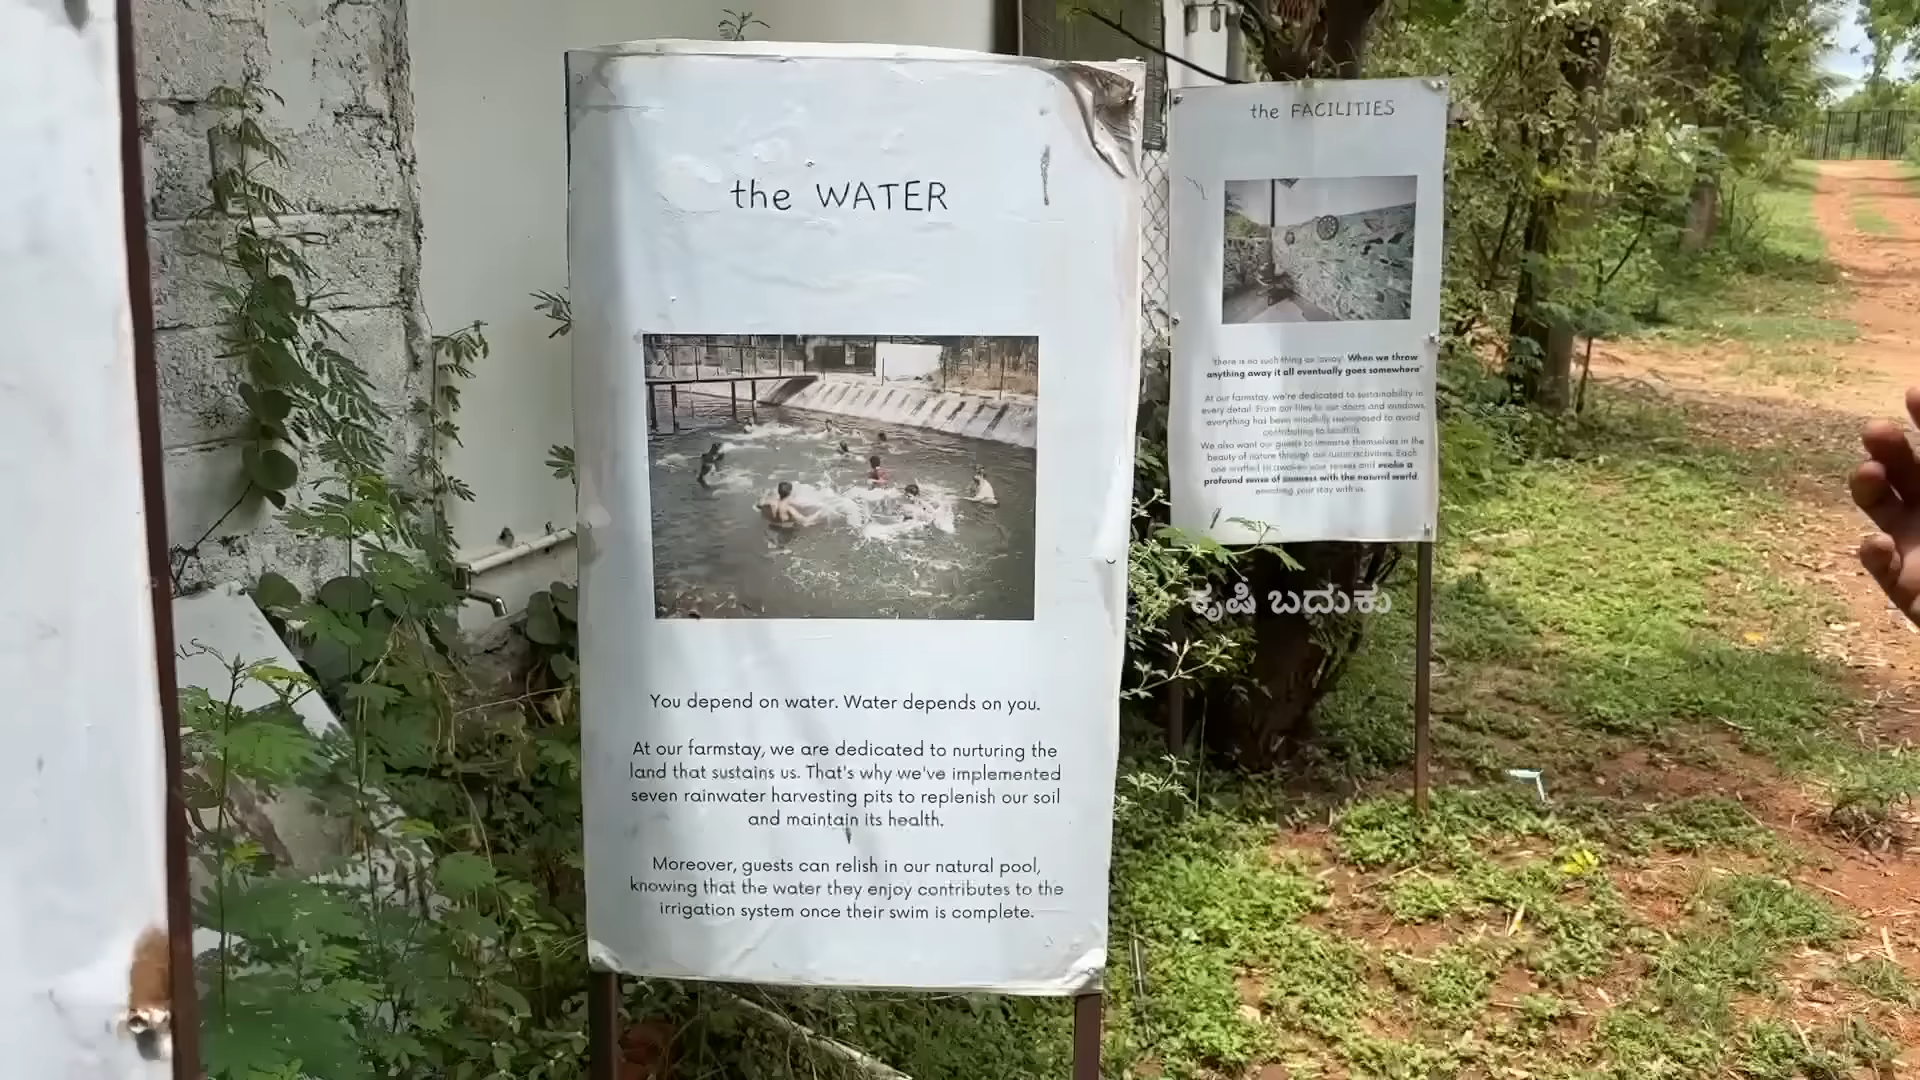 the WATER
You depend on water. Water depends on you.
At our farmstay, we are dedicated to nurturing the
land that sustains us. That's why we've implemented
seven rainwater harvesting pits to replenish our soil
and maintain its health.
Moreover, guests can relish in our natural pool,
knowing that the water they enjoy contributes to the
irrigation system once their swim is complete.
the FACILITIES
'there is no such thing as 'away'. When we throw
anything away it all eventually goes somewhere"
At our farmstay, we're dedicated to sustainability in
every detail. From our tiles to our doors and windows,
everything has been mindfully repurposed to avoid
contributing to landfills.
We also want our guests to immerse themselves in the
beauty of nature through our activities. Each
one crafted to awaken your senses and evoke a
profound sense of oneness with the natural world,
enriching your stay with us.
ಕೃಷಿ ಬದುಕು
ALS